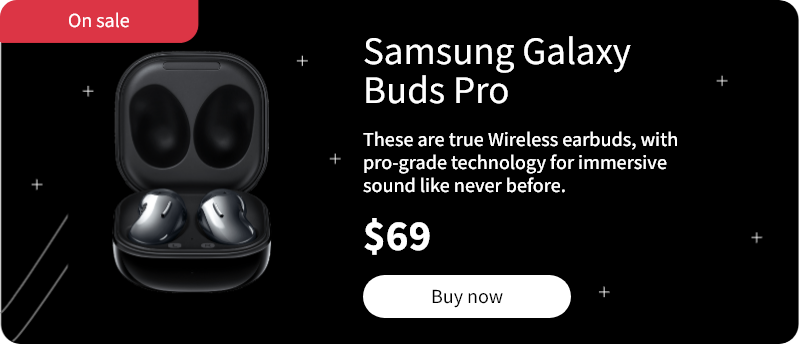 On sale
Samsung Galaxy
Buds Pro
These are true Wireless earbuds, with
pro-grade technology for immersive
sound like never before.
$69
Buy now